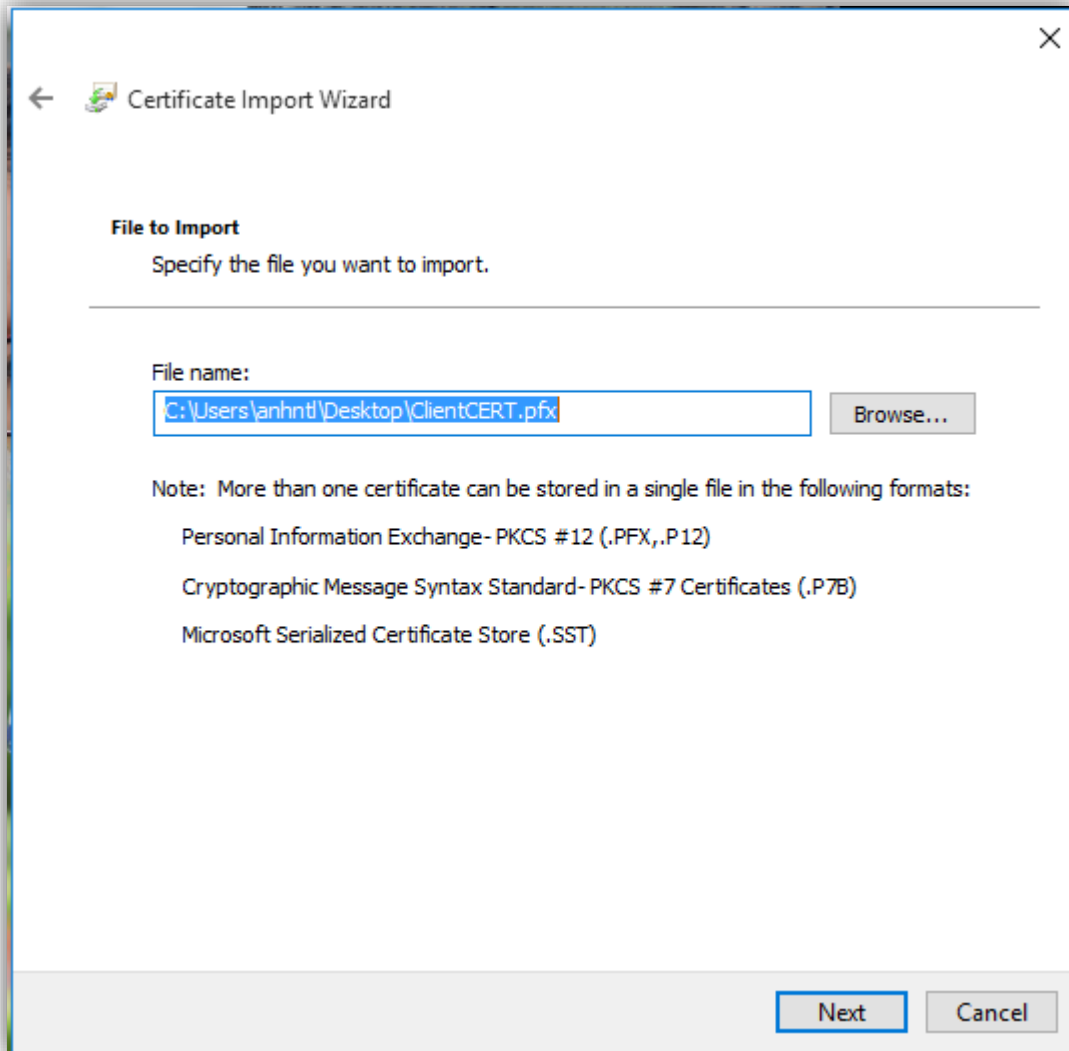 Certificate Import Wizard
File to Import
Specify the file you want to import.
File name:
C:\Users\anhntl\Desktop\ClientCERT.pfx
Browse...
Note: More than one certificate can be stored in a single file in the following formats:
Personal Information Exchange- PKCS #12 (.PFX,.P12)
Cryptographic Message Syntax Standard- PKCS #7 Certificates (.P7B)
Microsoft Serialized Certificate Store (.SST)
Next
Cancel